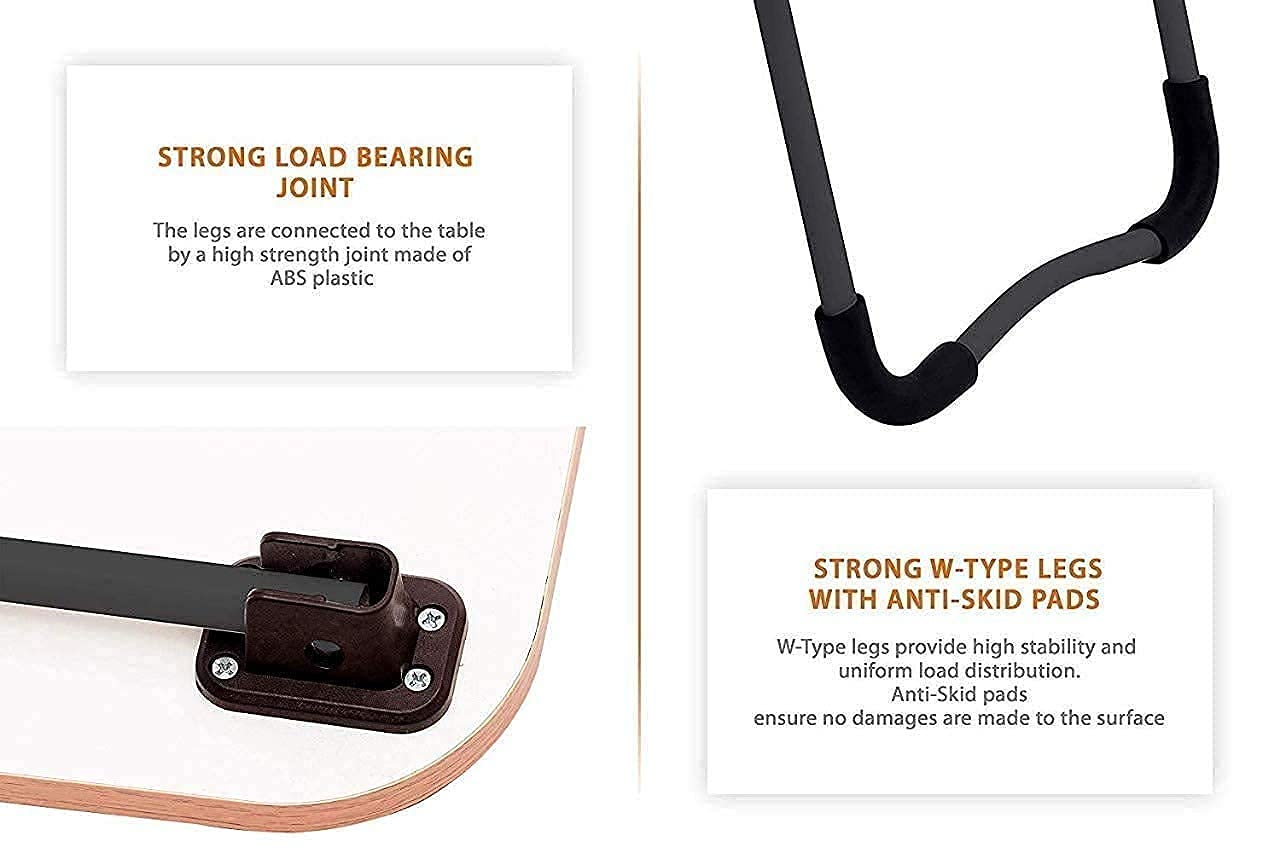 STRONG LOAD BEARING
JOINT
The legs are connected to the table
by a high strength joint made of
ABS plastic
STRONG W-TYPE LEGS
WITH ANTI-SKID PADS
W-Type legs provide high stability and
uniform load distribution.
Anti-Skid pads
ensure no damages are made to the surface